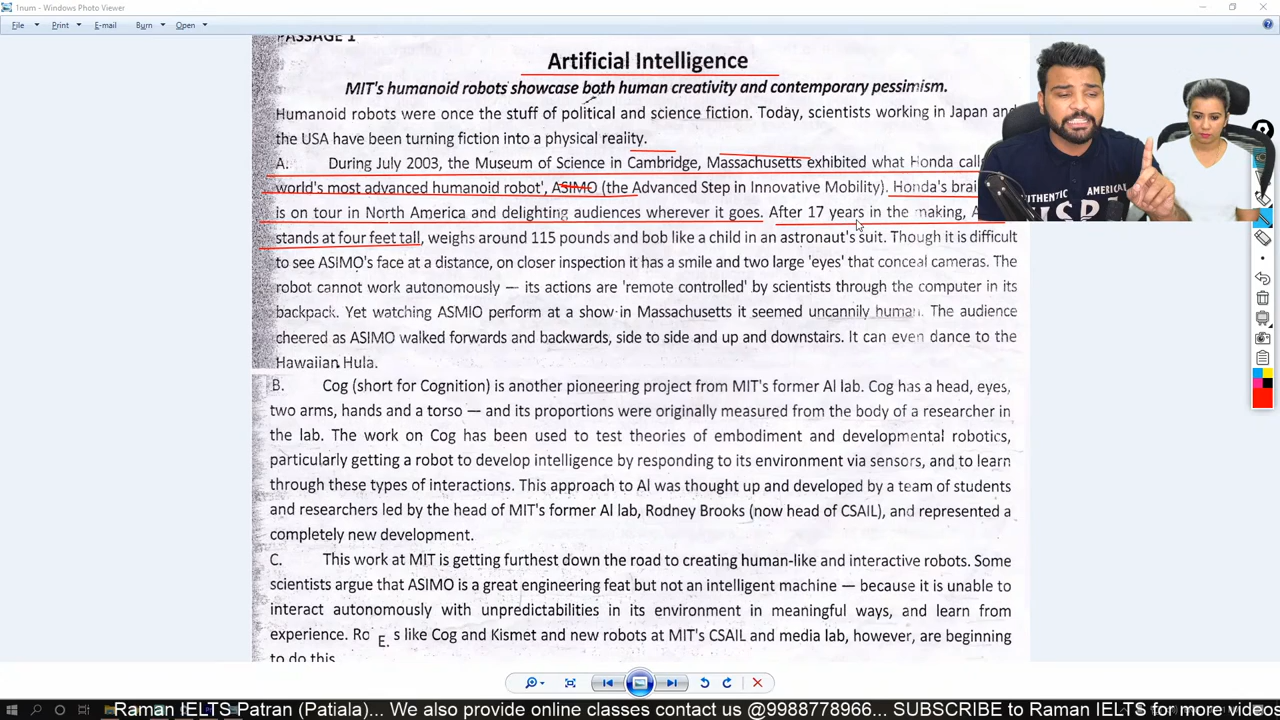 1num - Windows Photo Viewer
File Print E-mail Burn Open
PASSAGE 1
Artificial Intelligence
MIT's humanoid robots showcase both human creativity and contemporary pessimism.
Humanoid robots were once the stuff of political and science fiction. Today, scientists working in Japan and
the USA have been turning fiction into a physical reality.
A. During July 2003, the Museum of Science in Cambridge, Massachusetts exhibited what Honda
world's most advanced humanoid robot', ASIMO (the Advanced Step in Innovative Mobility). Honda's
is on tour in North America and delighting audiences wherever it goes. After 17 years in the making,
stands at four feet tall, weighs around 115 pounds and bob like a child in an astronaut's suit. Though it is difficult
to see ASIMO's face at a distance, on closer inspection it has a smile and two large 'eyes' that conceal cameras. The
robot cannot work autonomously — its actions are 'remote controlled' by scientists through the computer in its
backpack. Yet watching ASMIO perform at a show in Massachusetts it seemed uncannily human. The audience
cheered as ASIMO walked forwards and backwards, side to side and up and downstairs. It can even dance to the
Hawaiian Hula.
B. Cog (short for Cognition) is another pioneering project from MIT's former Al lab. Cog has a head, eyes,
two arms, hands and a torso — and its proportions were originally measured from the body of a researcher in
the lab. The work on Cog has been used to test theories of embodiment and developmental robotics,
particularly getting a robot to develop intelligence by responding to its environment via sensors, and to learn
through these types of interactions. This approach to Al was thought up and developed by a team of students
and researchers led by the head of MIT's former Al lab, Rodney Brooks (now head of CSAIL), and represented a
completely new development.
C. This work at MIT is getting furthest down the road to creating human-like and interactive robots. Some
scientists argue that ASIMO is a great engineering feat but not an intelligent machine — because it is unable to
interact autonomously with unpredictabilities in its environment in meaningful ways, and learn from
experience. Ro E. s like Cog and Kismet and new robots at MIT's CSAIL and media lab, however, are beginning
to do this.
AUTHENTIC AMERICAN
Raman IELTS Patran (Patiala)... We also provide online classes contact us @9988778966... SUBSCRIBE to Raman IELTS for more videos